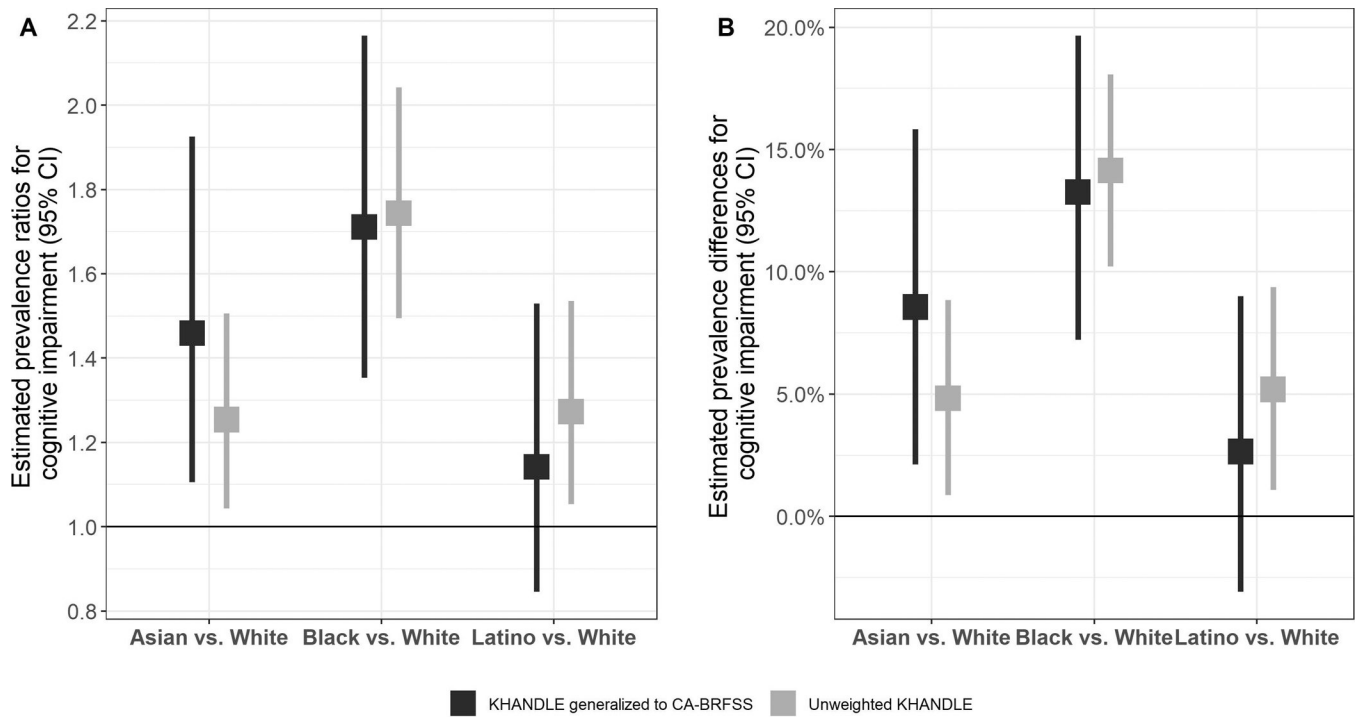 A
Estimated prevalence ratios for
cognitive impairment (95% CI)
2.2
2.0
1.8
1.6
1.4
1.2
1.0
0.8
Asian vs. White
Black vs. White
Latino vs. White
B
Estimated prevalence differences for
cognitive impairment (95% CI)
20.0%
15.0%
10.0%
5.0%
0.0%
Asian vs. White
Black vs. White
Latino vs. White
KHANDLE generalized to CA-BRFSS
Unweighted KHANDLE